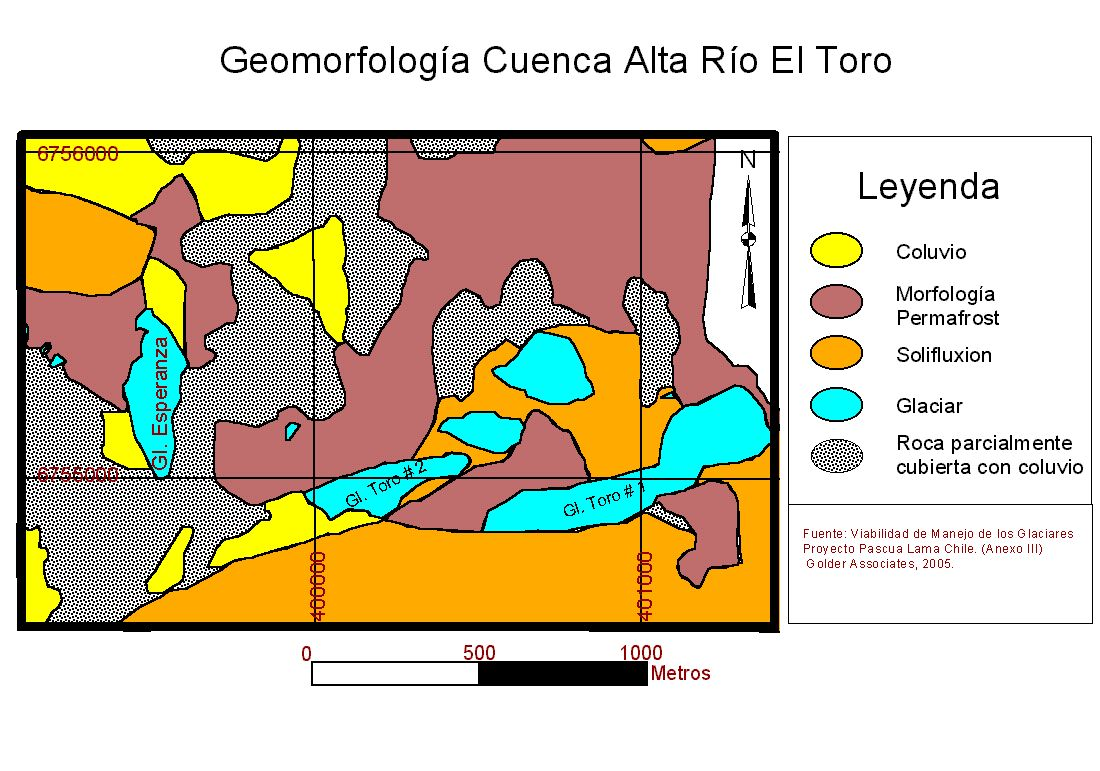 Geomorfología Cuenca Alta Río El Toro
6756000
N
Gl. Esperanza
6755000
Gl. Toro # 2
Gl. Toro # 1
400000
401000
0
500
1000
Metros
Leyenda
Coluvio
Morfología
Permafrost
Solifluxion
Glaciar
Roca parcialmente
cubierta con coluvio
Fuente: Viabilidad de Manejo de los Glaciares
Proyecto Pascua Lama Chile. (Anexo III)
Golder Associates, 2005.